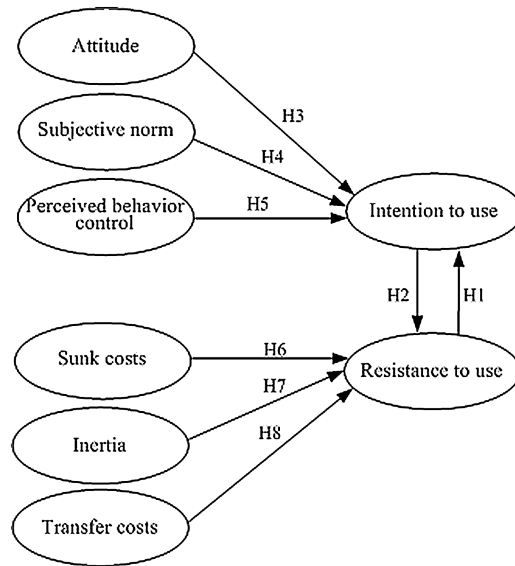 Attitude
H3
Subjective norm
H4
Perceived behavior
control
H5
Intention to use
H2
H1
Sunk costs
H6
Resistance to use
H7
Inertia
H8
Transfer costs